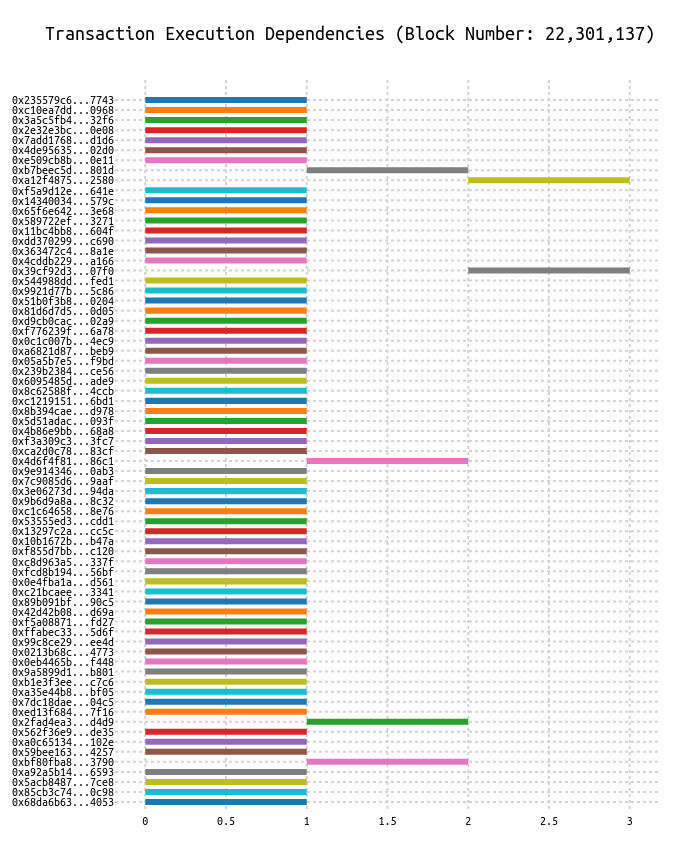 Transaction Execution Dependencies (Block Number: 22,301,137)
0x235579c6...7743
0xc10ea7dd...0968
0x3a5c5fb4...32f6
0x2e32e3bc...0e08
0x7add1768...d1d6
0x4de95635...02d0
0xe509cb8b...0e11
0xb7beec5d...801d
0xa12f4875...2580
0xf5a9d12e...641e
0x14340034...579c
0x65f6e642...3e68
0x589722ef...3271
0x11bc4bb8...604f
0xdd370299...c690
0x363472c4...8a1e
0x4cddb229...a166
0x39cf92d3...07f0
0x544988dd...fed1
0x9921d77b...5c86
0x51b0f3b8...0204
0x81d6d7d5...0d05
0xd9cb0cac...02a9
0xf776239f...6a78
0x0c1c007b...4ec9
0xa6821d87...beb9
0x05a5b7e5...f9bd
0x239b2384...ce56
0x6095485d...ade9
0x8c62588f...4ccb
0xc1219151...6bd1
0x8b394cae...d978
0x5d51adac...093f
0x4b86e9bb...68a8
0xf3a309c3...3fc7
0xca2d0c78...83cf
0x4d6f4f81...86c1
0x9e914346...0ab3
0x7c9085d6...9aaf
0x3e06273d...94da
0x9b6d9a8a...8c32
0xc1c64658...8e76
0x53555ed3...cdd1
0x13297c2a...cc5c
0x10b1672b...b47a
0xf855d7bb...c120
0xc8d963a5...337f
0xfcd8b194...56bf
0x0e4fba1a...d561
0xc21bcaee...3341
0x89b091bf...90c5
0x42d42b08...d69a
0xf5a08871...fd27
0xffabec33...5d6f
0x99c8ce29...ee4d
0x0213b68c...4773
0x0eb4465b...f448
0x9a5899d1...b801
0xb1e3f3ee...c7c6
0xa35e44b8...bf05
0x7dc18dae...04c5
0xed13f684...7f16
0x2fad4ea3...d4d9
0x562f36e9...de35
0xa0c65134...102e
0x59bee163...4257
0xbf80fba8...3790
0xa92a5b14...6593
0x5acb8487...7ce8
0x85cb3c74...0c98
0x68da6b63...4053
0 0.5 1 1.5 2 2.5 3